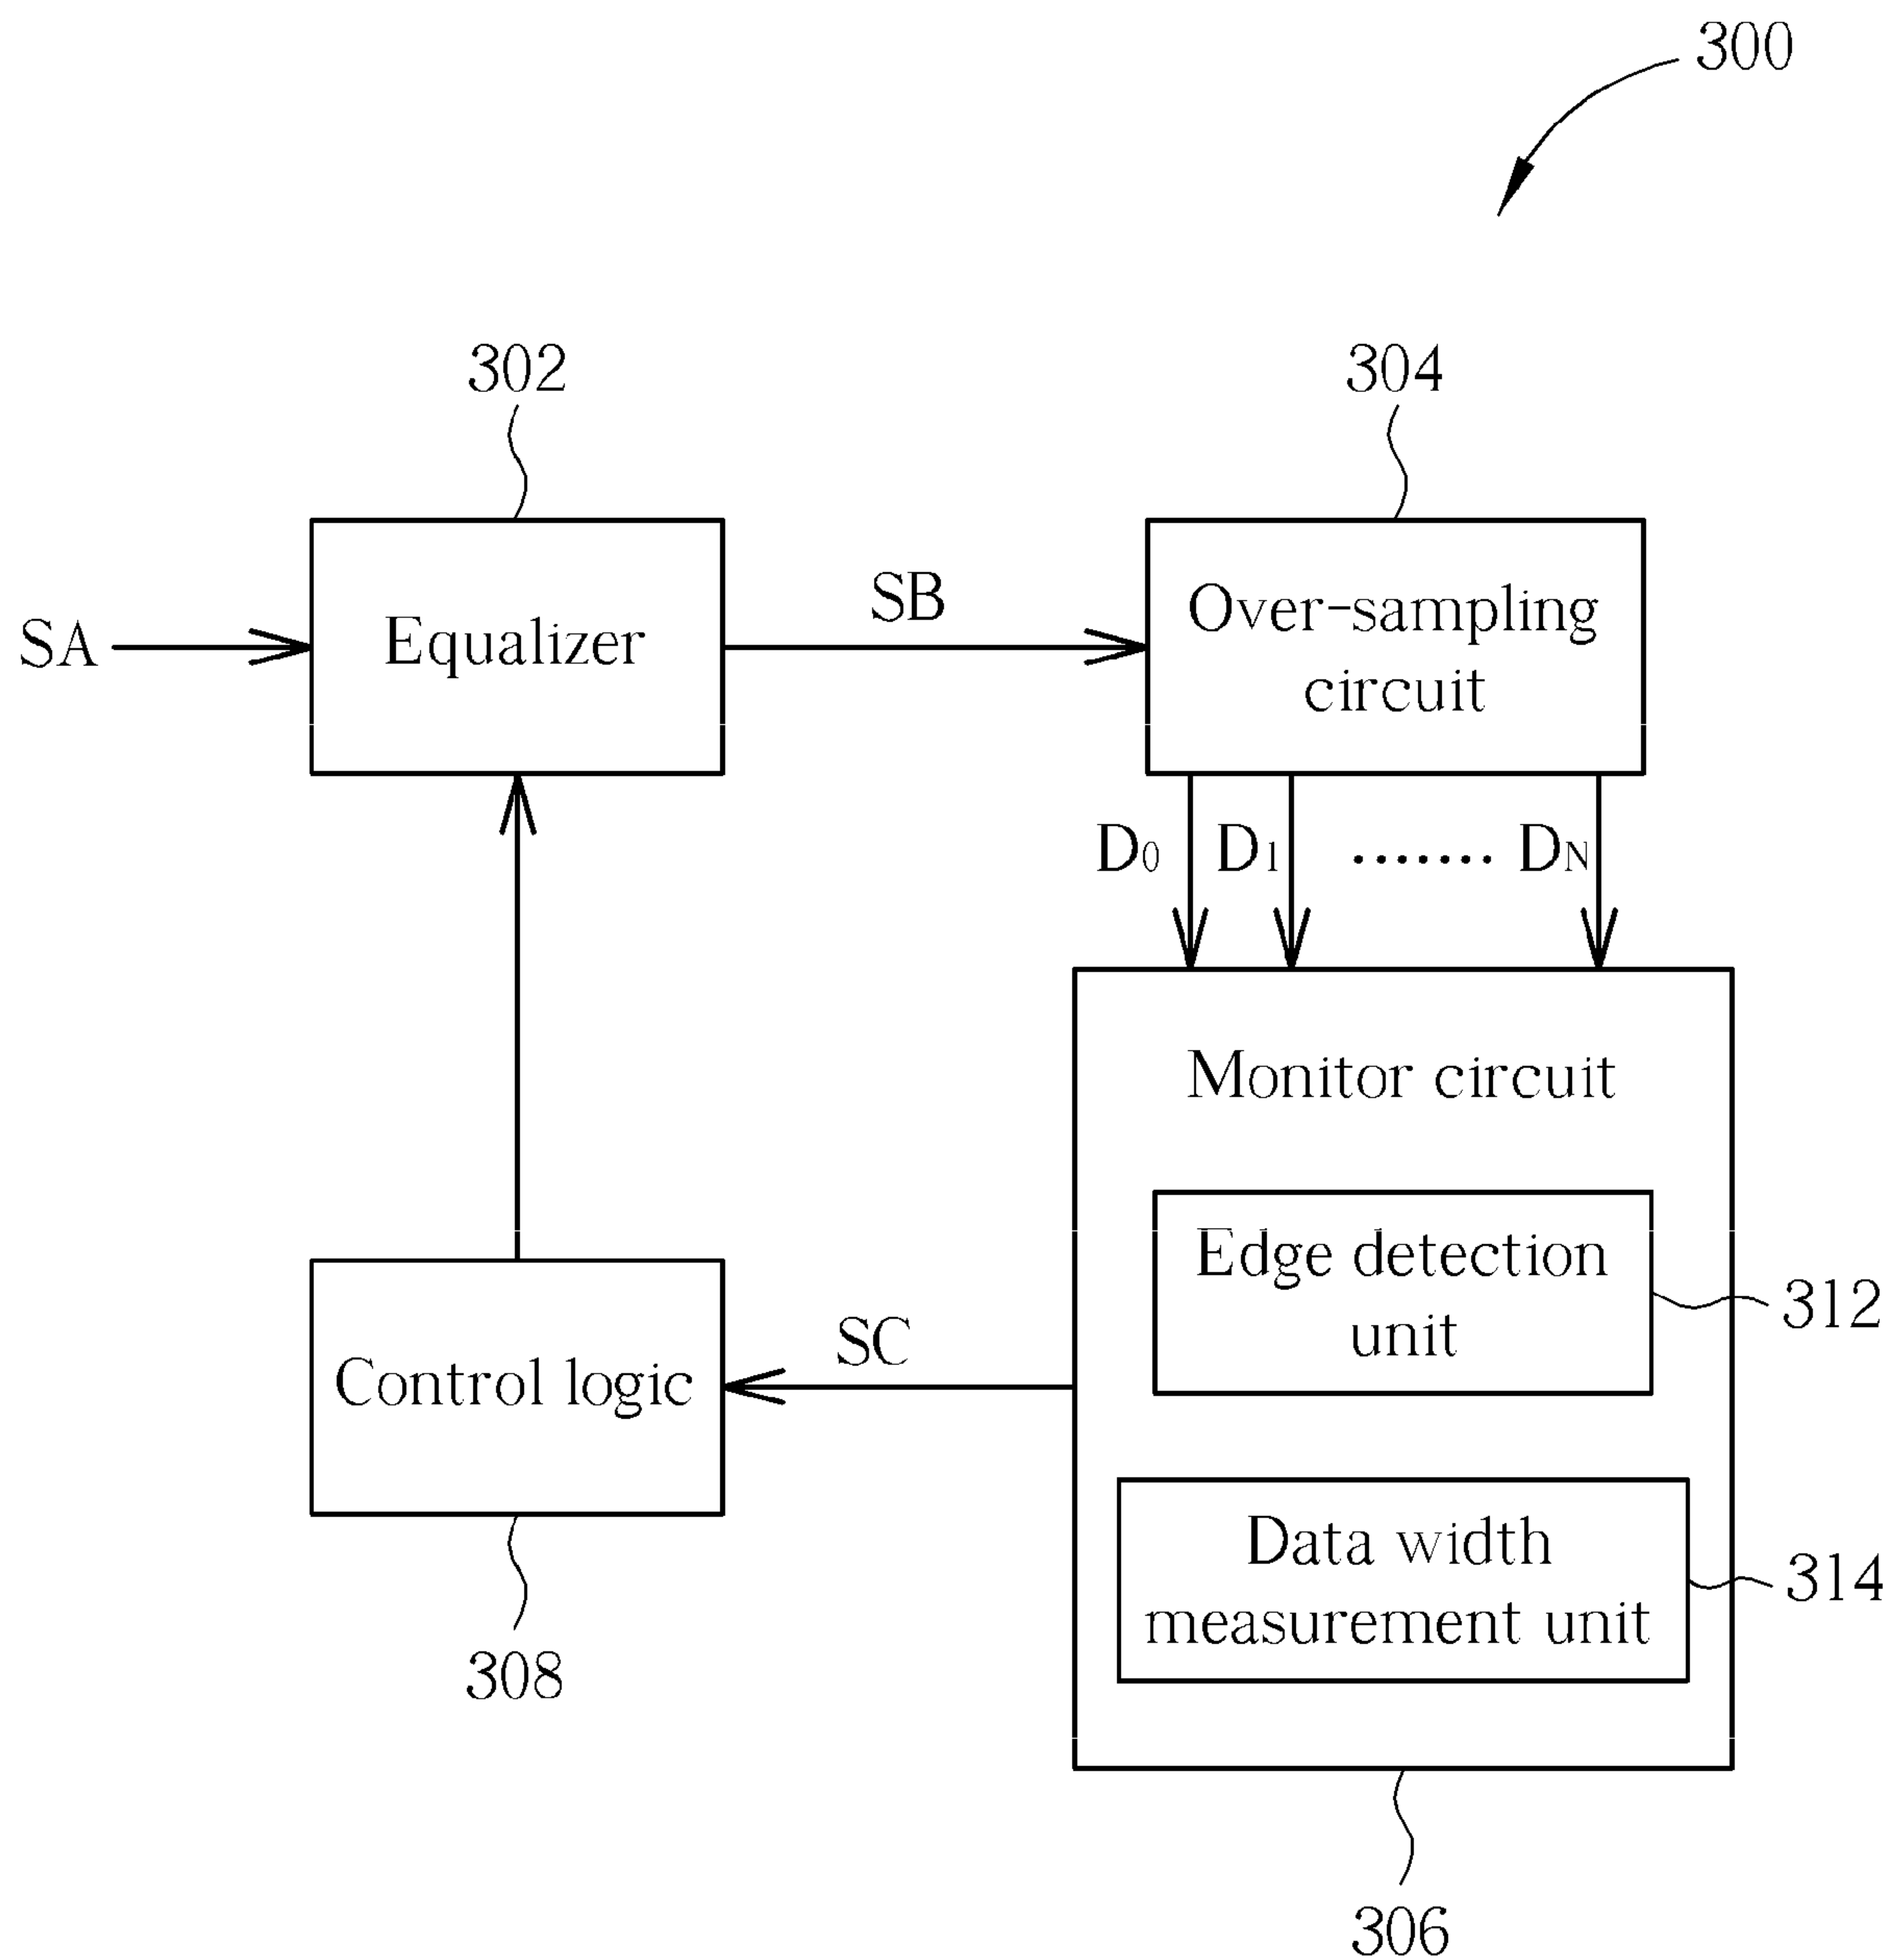 300
302
304
SA
Equalizer
SB
Over-sampling
circuit
D0
D1
.......
DN
Monitor circuit
Edge detection
unit
312
Control logic
SC
Data width
measurement unit
314
308
306